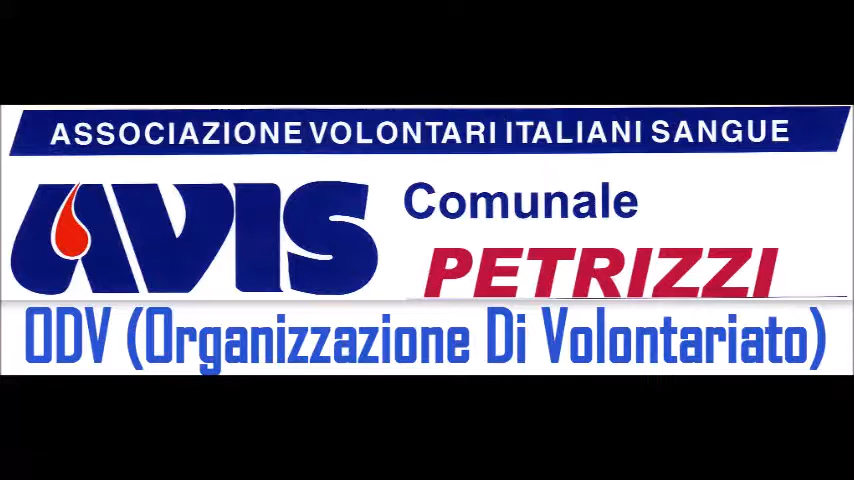 ASSOCIAZIONE VOLONTARI ITALIANI SANGUE
AVIS Comunale
PETRIZZI
ODV (Organizzazione Di Volontariato)